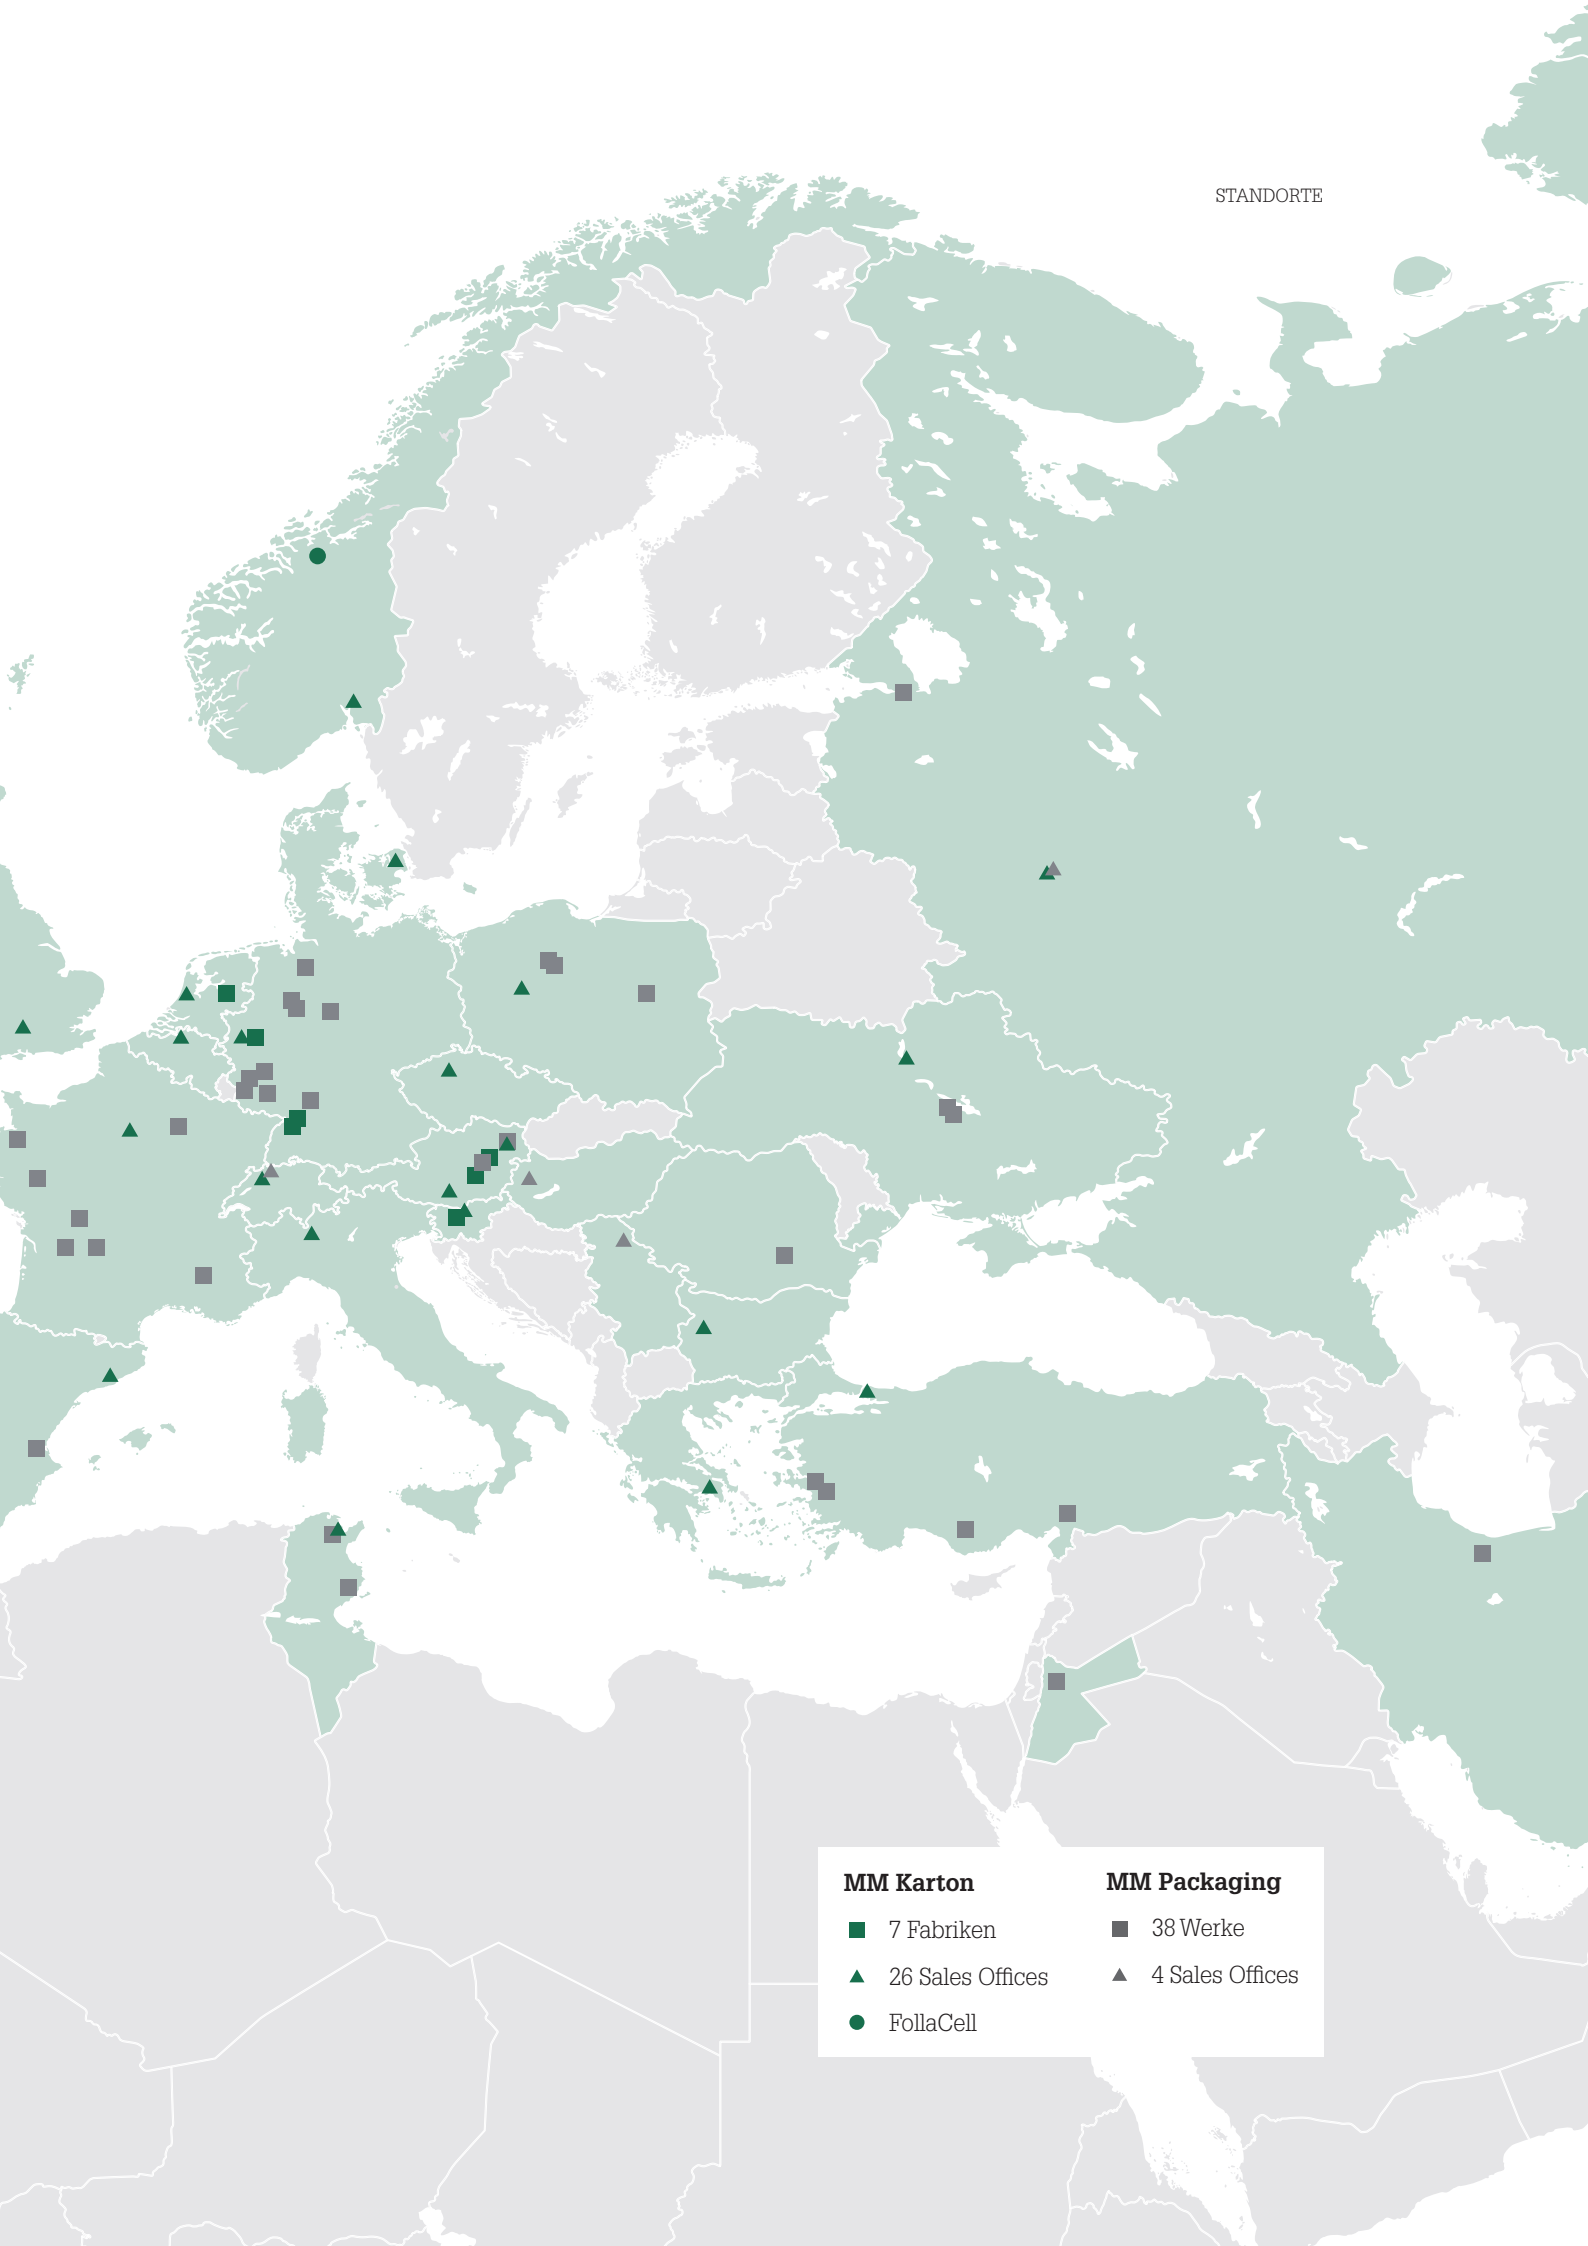 STANDORTE
MM Karton
7 Fabriken
26 Sales Offices
FollaCell
MM Packaging
38 Werke
4 Sales Offices